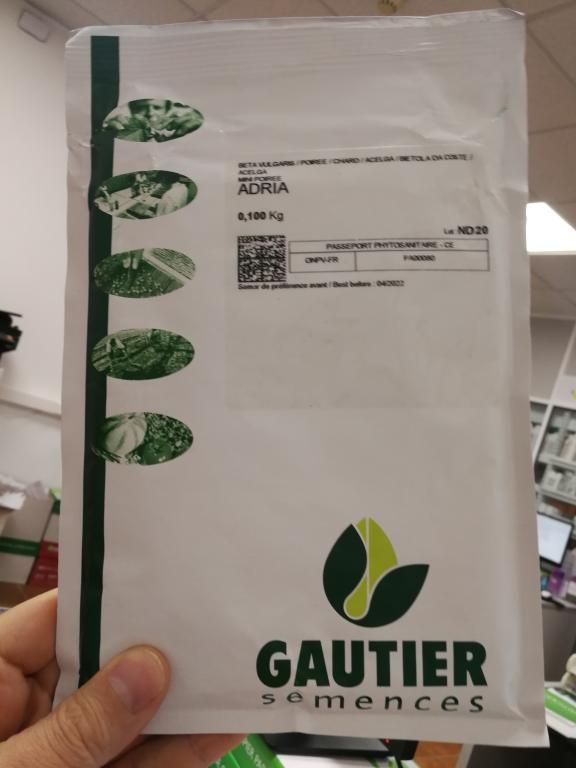 BETA VULGARIS / POIREE / CHARD / ACELGA / BIETOLA DA COSTE /
ACELGA
MINI POIREE
ADRIA
0,100 Kg
Lot ND20
PASSEPORT PHYTOSANITAIRE - CE
ONPV-FR FA00080
Semer de préférence avant / Best before : 04/2022
GAUTIER
semences